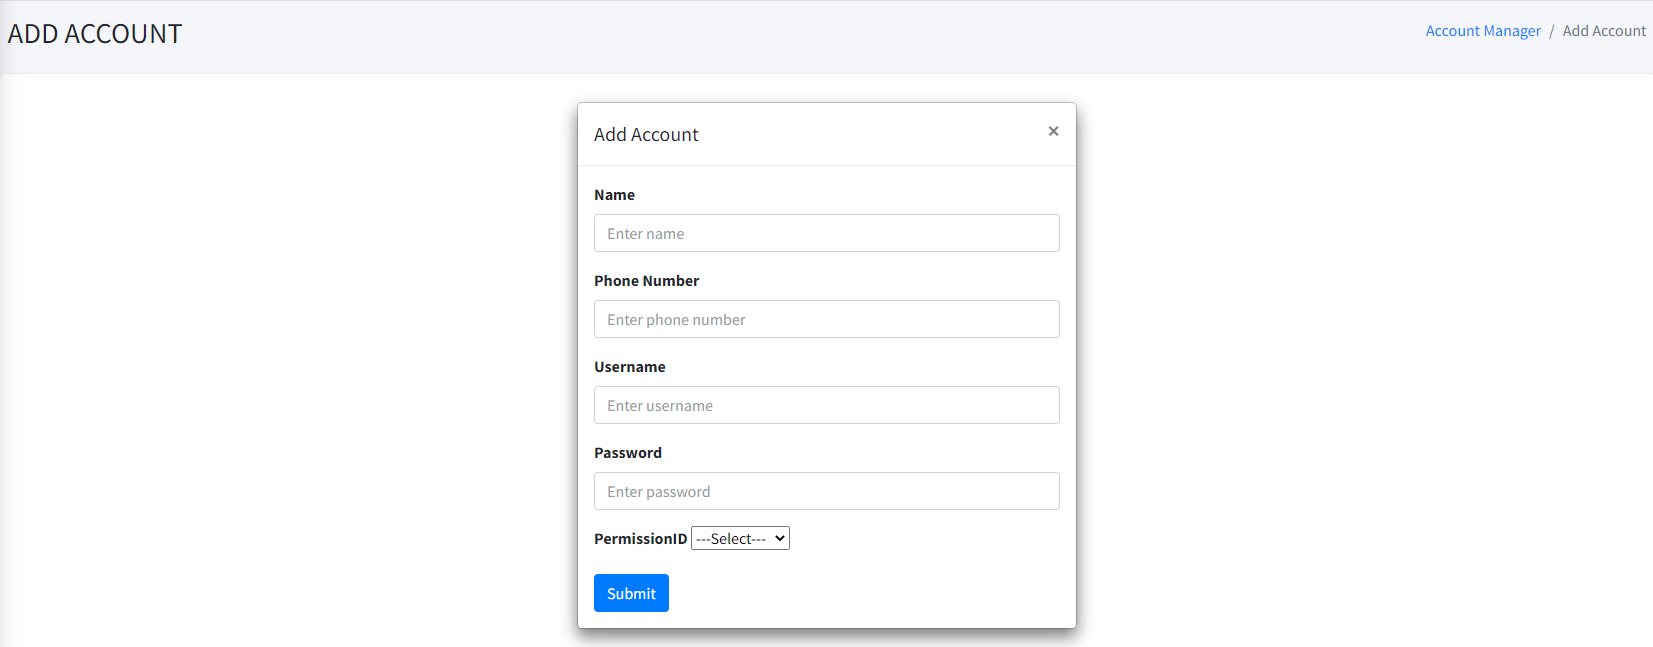 ADD ACCOUNT
Account Manager / Add Account
Add Account ×
Name
Enter name
Phone Number
Enter phone number
Username
Enter username
Password
Enter password
PermissionID ---Select---
Submit